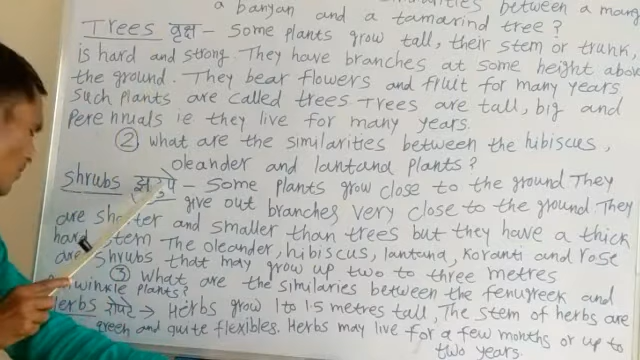 a banyan and a tamarind tree?
Trees वृक्ष - Some plants grow tall, their stem or trunk,
is hard and strong. They have branches at some height above
the ground. They bear flowers and fruit for many years.
Such plants are called trees. Trees are tall, big and
perennuals ie they live for many years.
② What are the similarities between the hibiscus,
oleander and lantana plants?
Shrubs - Some plants grow close to the ground They
give out branches very close to the ground They
are shorter and smaller than trees but they have a thick
hard stem The oleander, hibiscus, lantana, Koranti and rose
are shrubs that may grow up two to three metres
③ What are the similaries between the fenugreek and
winkle plants?
Herbs रोपटे → Herbs grow 1 to 1.5 metres tall, The stem of herbs are
green and quite flexibles. Herbs may live for a few months or up to
two years.